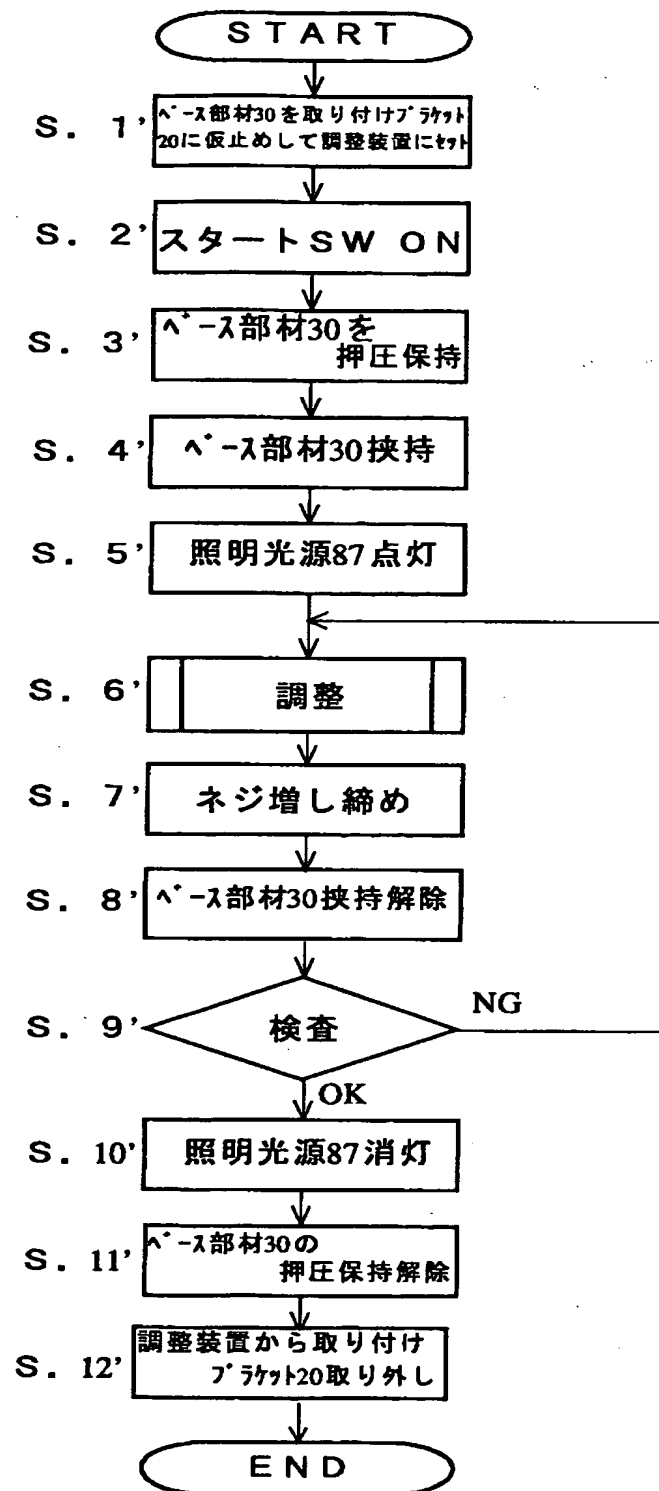 START
S. 1' ﾍﾞｰｽ部材30を取り付けﾌﾞﾗｹｯﾄ
20に仮止めして調整装置にｾｯﾄ
S. 2' スタートSW ON
S. 3' ﾍﾞｰｽ部材30を
押圧保持
S. 4' ﾍﾞｰｽ部材30挟持
S. 5' 照明光源87点灯
S. 6' 調整
S. 7' ネジ増し締め
S. 8' ﾍﾞｰｽ部材30挟持解除
S. 9' 検査 NG
OK
S. 10' 照明光源87消灯
S. 11' ﾍﾞｰｽ部材30の
押圧保持解除
S. 12' 調整装置から取り付け
ﾌﾞﾗｹｯﾄ20取り外し
END